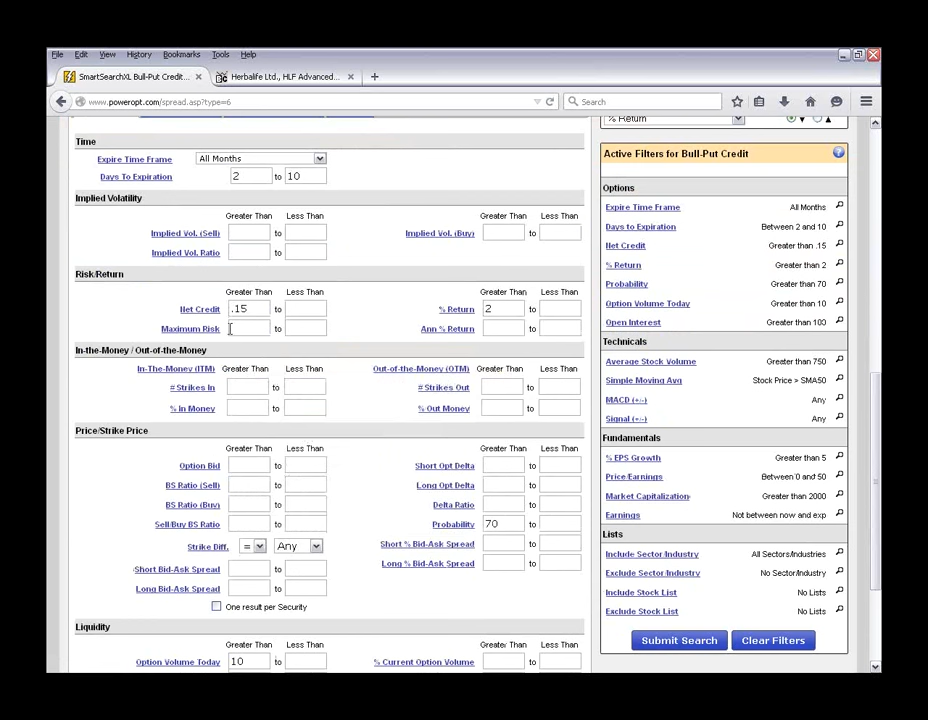 File Edit View History Bookmarks Tools Help
SmartSearchXL Bull-Put Credit... × Herbalife Ltd., HLF Advanced... × +
www.poweropt.com/spread.asp?type=6 Search
% Return
Time
Expire Time Frame All Months
Days To Expiration 2 to 10
Implied Volatility
Greater Than Less Than Greater Than Less Than
Implied Vol. (Sell) to Implied Vol. (Buy) to
Implied Vol. Ratio to
Risk/Return
Greater Than Less Than Greater Than Less Than
Net Credit .15 to % Return 2 to
Maximum Risk to Ann % Return to
In-the-Money / Out-of-the-Money
In-The-Money (ITM) Greater Than Less Than Out-of-the-Money (OTM) Greater Than Less Than
# Strikes In to # Strikes Out to
% In Money to % Out Money to
Price/Strike Price
Greater Than Less Than Greater Than Less Than
Option Bid to Short Opt Delta to
BS Ratio (Sell) to Long Opt Delta to
BS Ratio (Buy) to Delta Ratio to
Sell/Buy BS Ratio to Probability 70 to
Strike Diff. = Any Short % Bid-Ask Spread to
Short Bid-Ask Spread to Long % Bid-Ask Spread to
Long Bid-Ask Spread to
One result per Security
Liquidity
Greater Than Less Than Greater Than Less Than
Option Volume Today 10 to % Current Option Volume to
Active Filters for Bull-Put Credit ?
Options
Expire Time Frame All Months
Days to Expiration Between 2 and 10
Net Credit Greater than .15
% Return Greater than 2
Probability Greater than 70
Option Volume Today Greater than 10
Open Interest Greater than 100
Technicals
Average Stock Volume Greater than 750
Simple Moving Avg Stock Price > SMA50
MACD (+/-) Any
Signal (+/-) Any
Fundamentals
% EPS Growth Greater than 5
Price/Earnings Between 0 and 50
Market Capitalization Greater than 2000
Earnings Not between now and exp
Lists
Include Sector/Industry All Sectors/Industries
Exclude Sector/Industry No Sector/Industry
Include Stock List No Lists
Exclude Stock List No Lists
Submit Search Clear Filters